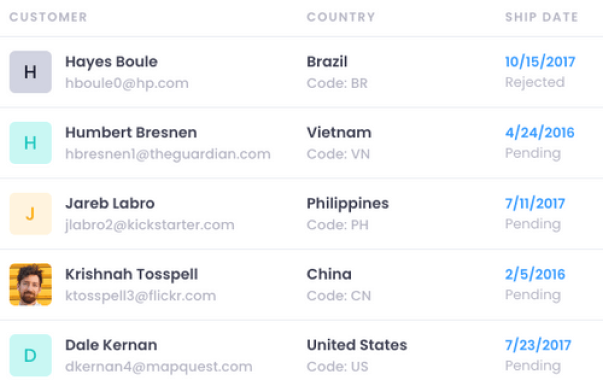 CUSTOMER COUNTRY SHIP DATE
H Hayes Boule Brazil 10/15/2017
hboule0@hp.com Code: BR Rejected
H Humbert Bresnen Vietnam 4/24/2016
hbresnen1@theguardian.com Code: VN Pending
J Jareb Labro Philippines 7/11/2017
jlabro2@kickstarter.com Code: PH Pending
Krishnah Tosspell China 2/5/2016
ktosspell3@flickr.com Code: CN Pending
D Dale Kernan United States 7/23/2017
dkernan4@mapquest.com Code: US Pending